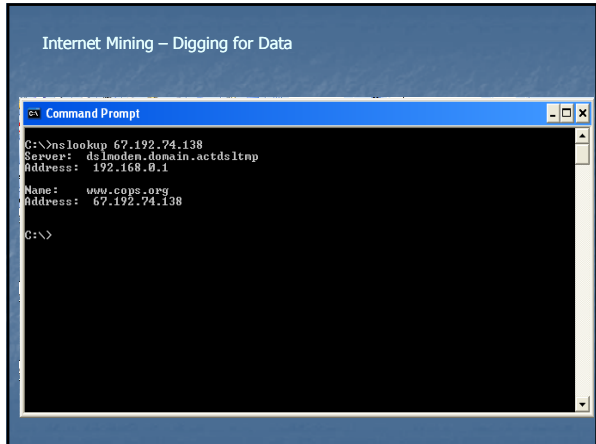 Internet Mining – Digging for Data
Command Prompt
C:\>nslookup 67.192.74.138
Server:  dslmodem.domain.actdsltmp
Address:  192.168.0.1
Name:    www.cops.org
Address:  67.192.74.138
C:\>